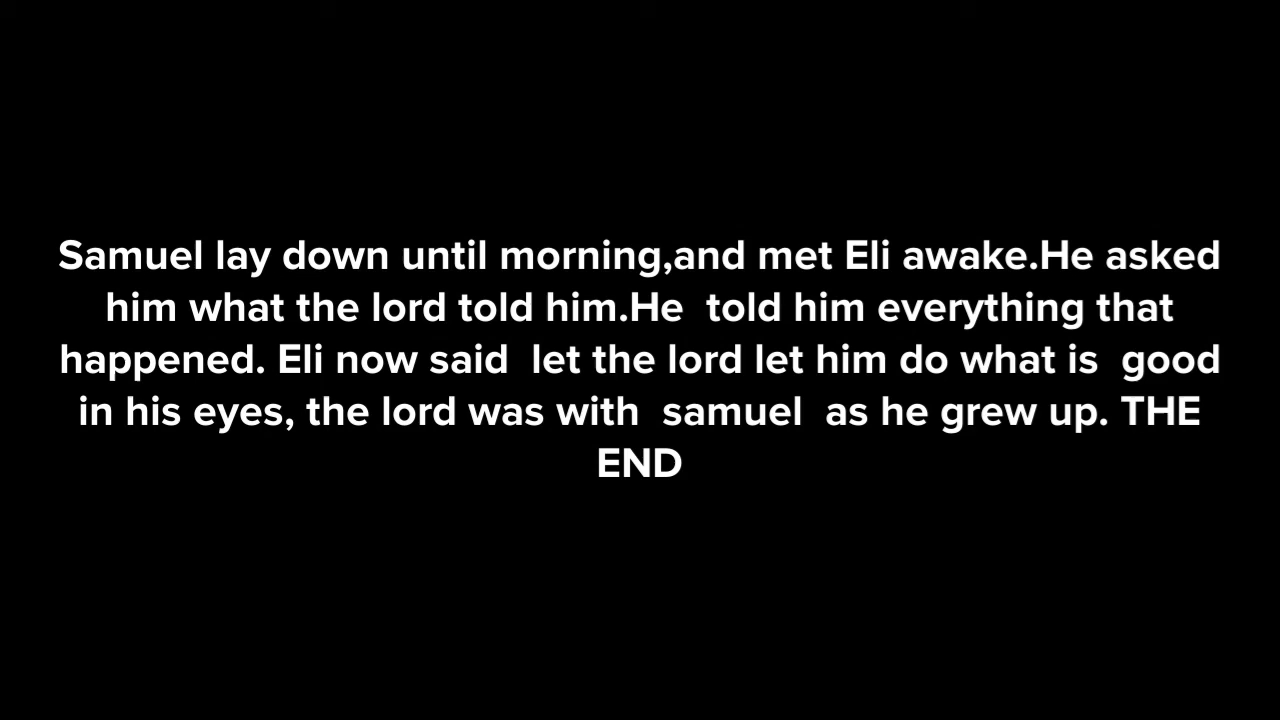 Samuel lay down until morning,and met Eli awake.He asked
him what the lord told him.He  told him everything that
happened. Eli now said  let the lord let him do what is  good
in his eyes, the lord was with  samuel  as he grew up. THE
END